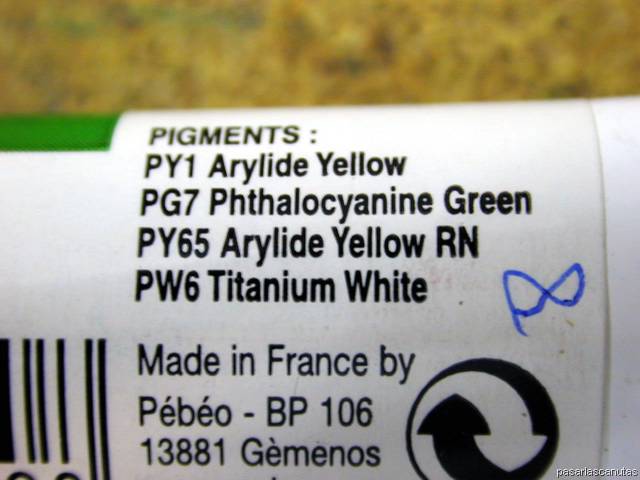 PIGMENTS :
PY1 Arylide Yellow
PG7 Phthalocyanine Green
PY65 Arylide Yellow RN
PW6 Titanium White
Made in France by
Pébéo - BP 106
13881 Gèmenos
pasarlascanutas